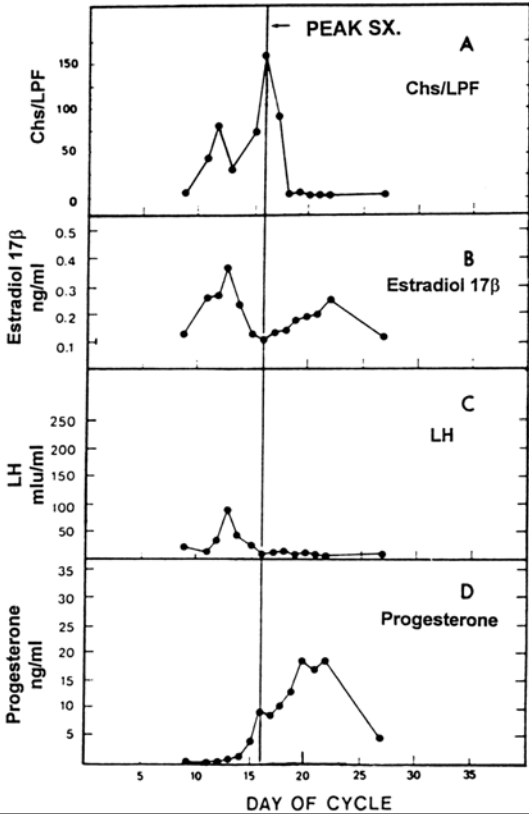 ← PEAK SX.
A
Chs/LPF
Chs/LPF
150
100
50
0
B
Estradiol 17β
Estradiol 17β
ng/ml
0.5
0.4
0.3
0.2
0.1
C
LH
LH
mlu/ml
250
200
150
100
50
D
Progesterone
Progesterone
ng/ml
35
30
25
20
15
10
5
5 10 15 20 25 30 35
DAY OF CYCLE